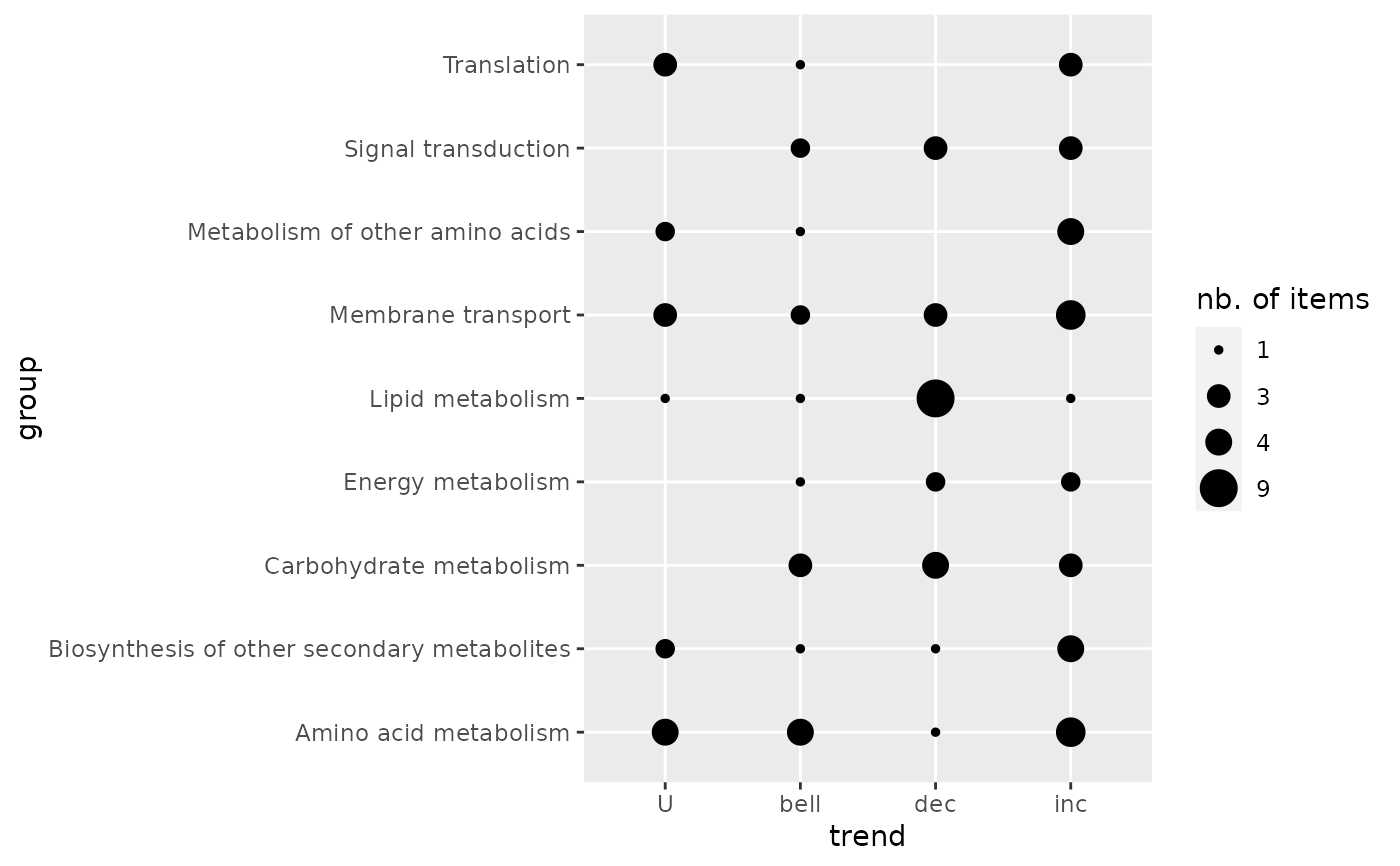 Translation
Signal transduction
Metabolism of other amino acids
Membrane transport
Lipid metabolism
Energy metabolism
Carbohydrate metabolism
Biosynthesis of other secondary metabolites
Amino acid metabolism
group
U bell dec inc
trend
nb. of items
1
3
4
9